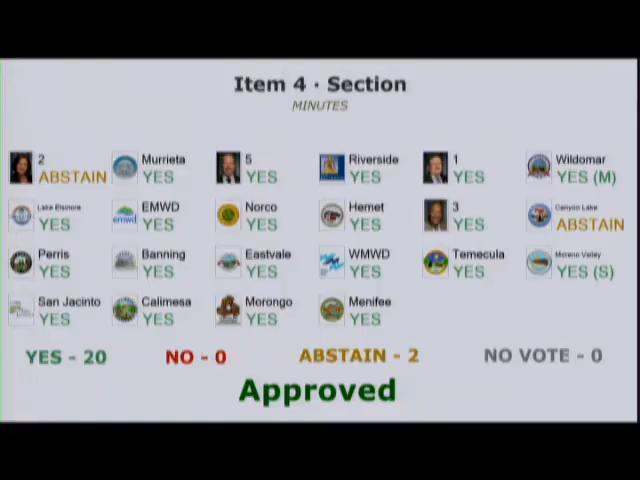 Item 4 · Section
MINUTES
2 Murrieta 5 Riverside 1 Wildomar
ABSTAIN YES YES YES YES YES (M)
Lake Elsinore EMWD Norco Hemet 3 Canyon Lake
YES YES YES YES YES ABSTAIN
Perris Banning Eastvale WMWD Temecula Moreno Valley
YES YES YES YES YES YES (S)
San Jacinto Calimesa Morongo Menifee
YES YES YES YES
YES - 20 NO - 0 ABSTAIN - 2 NO VOTE - 0
Approved